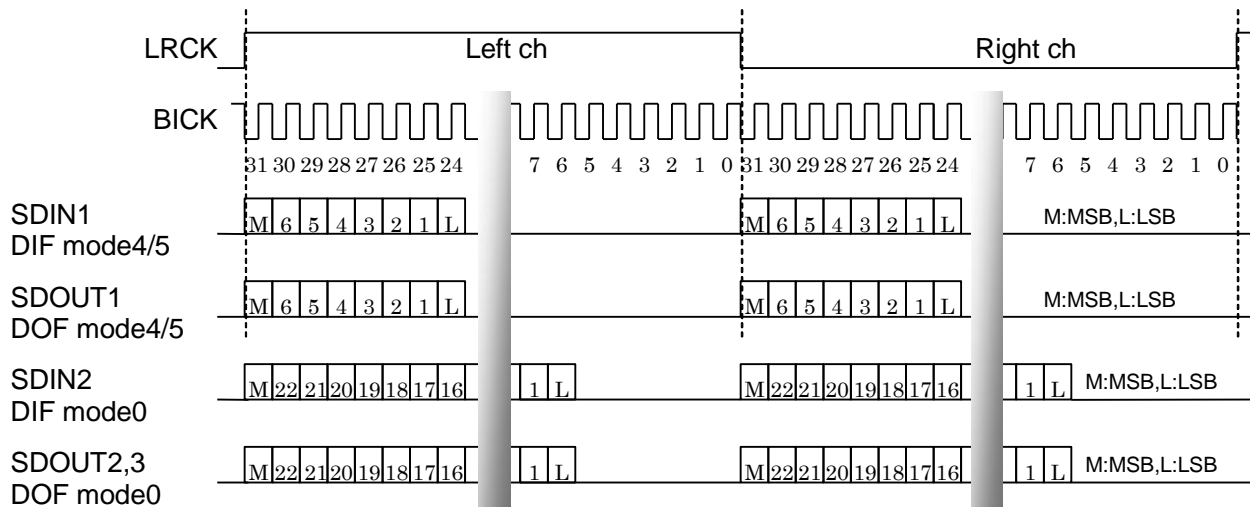 LRCK Left ch Right ch
BICK
31 30 29 28 27 26 25 24 7 6 5 4 3 2 1 0 31 30 29 28 27 26 25 24 7 6 5 4 3 2 1 0
SDIN1
DIF mode4/5
M 6 5 4 3 2 1 L M 6 5 4 3 2 1 L M:MSB,L:LSB
SDOUT1
DOF mode4/5
M 6 5 4 3 2 1 L M 6 5 4 3 2 1 L M:MSB,L:LSB
SDIN2
DIF mode0
M 22 21 20 19 18 17 16 1 L M 22 21 20 19 18 17 16 1 L M:MSB,L:LSB
SDOUT2,3
DOF mode0
M 22 21 20 19 18 17 16 1 L M 22 21 20 19 18 17 16 1 L M:MSB,L:LSB